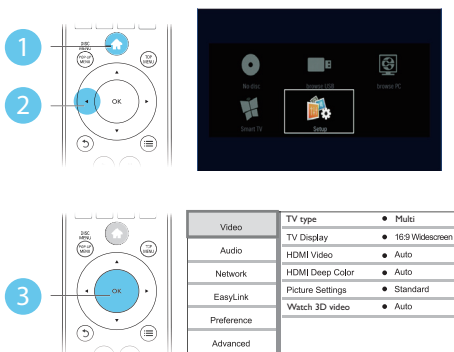 1
DISC MENU
POP-UP MENU
TOP MENU
2
OK
No disc
browse USB
browse PC
Smart TV
Setup
DISC MENU
POP-UP MENU
TOP MENU
3
OK
Video
Audio
Network
EasyLink
Preference
Advanced
TV type ● Multi
TV Display ● 16:9 Widescreen
HDMI Video ● Auto
HDMI Deep Color ● Auto
Picture Settings ● Standard
Watch 3D video ● Auto